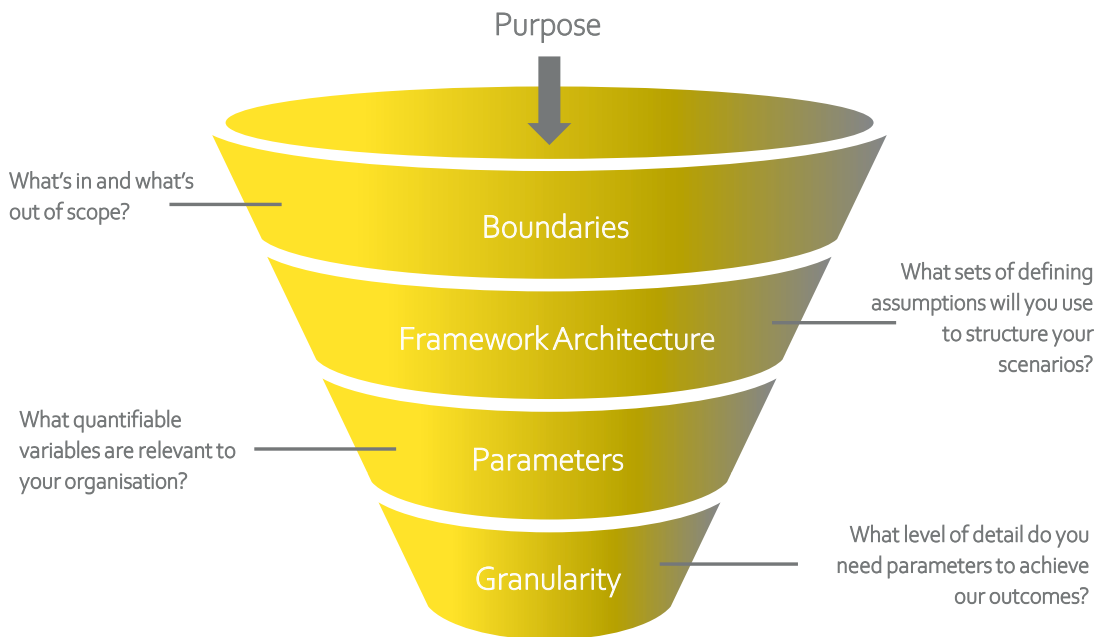 Purpose
What's in and what's
out of scope?
Boundaries
What sets of defining
assumptions will you use
to structure your
scenarios?
Framework Architecture
What quantifiable
variables are relevant to
your organisation?
Parameters
What level of detail do you
need parameters to achieve
our outcomes?
Granularity